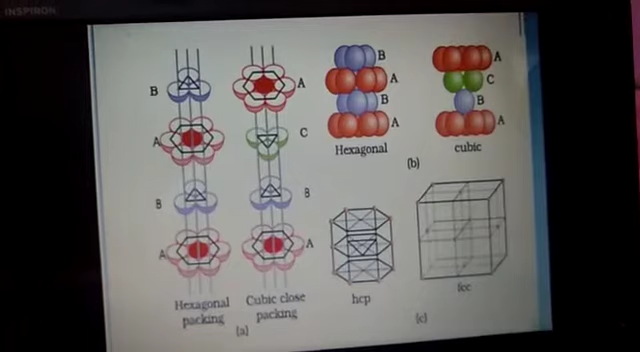 INSPIRON
B
A
B
A
Hexagonal
packing
A
C
B
A
Cubic close
packing
(a)
B
A
B
A
Hexagonal
A
C
B
A
cubic
(b)
hcp
fcc
(c)